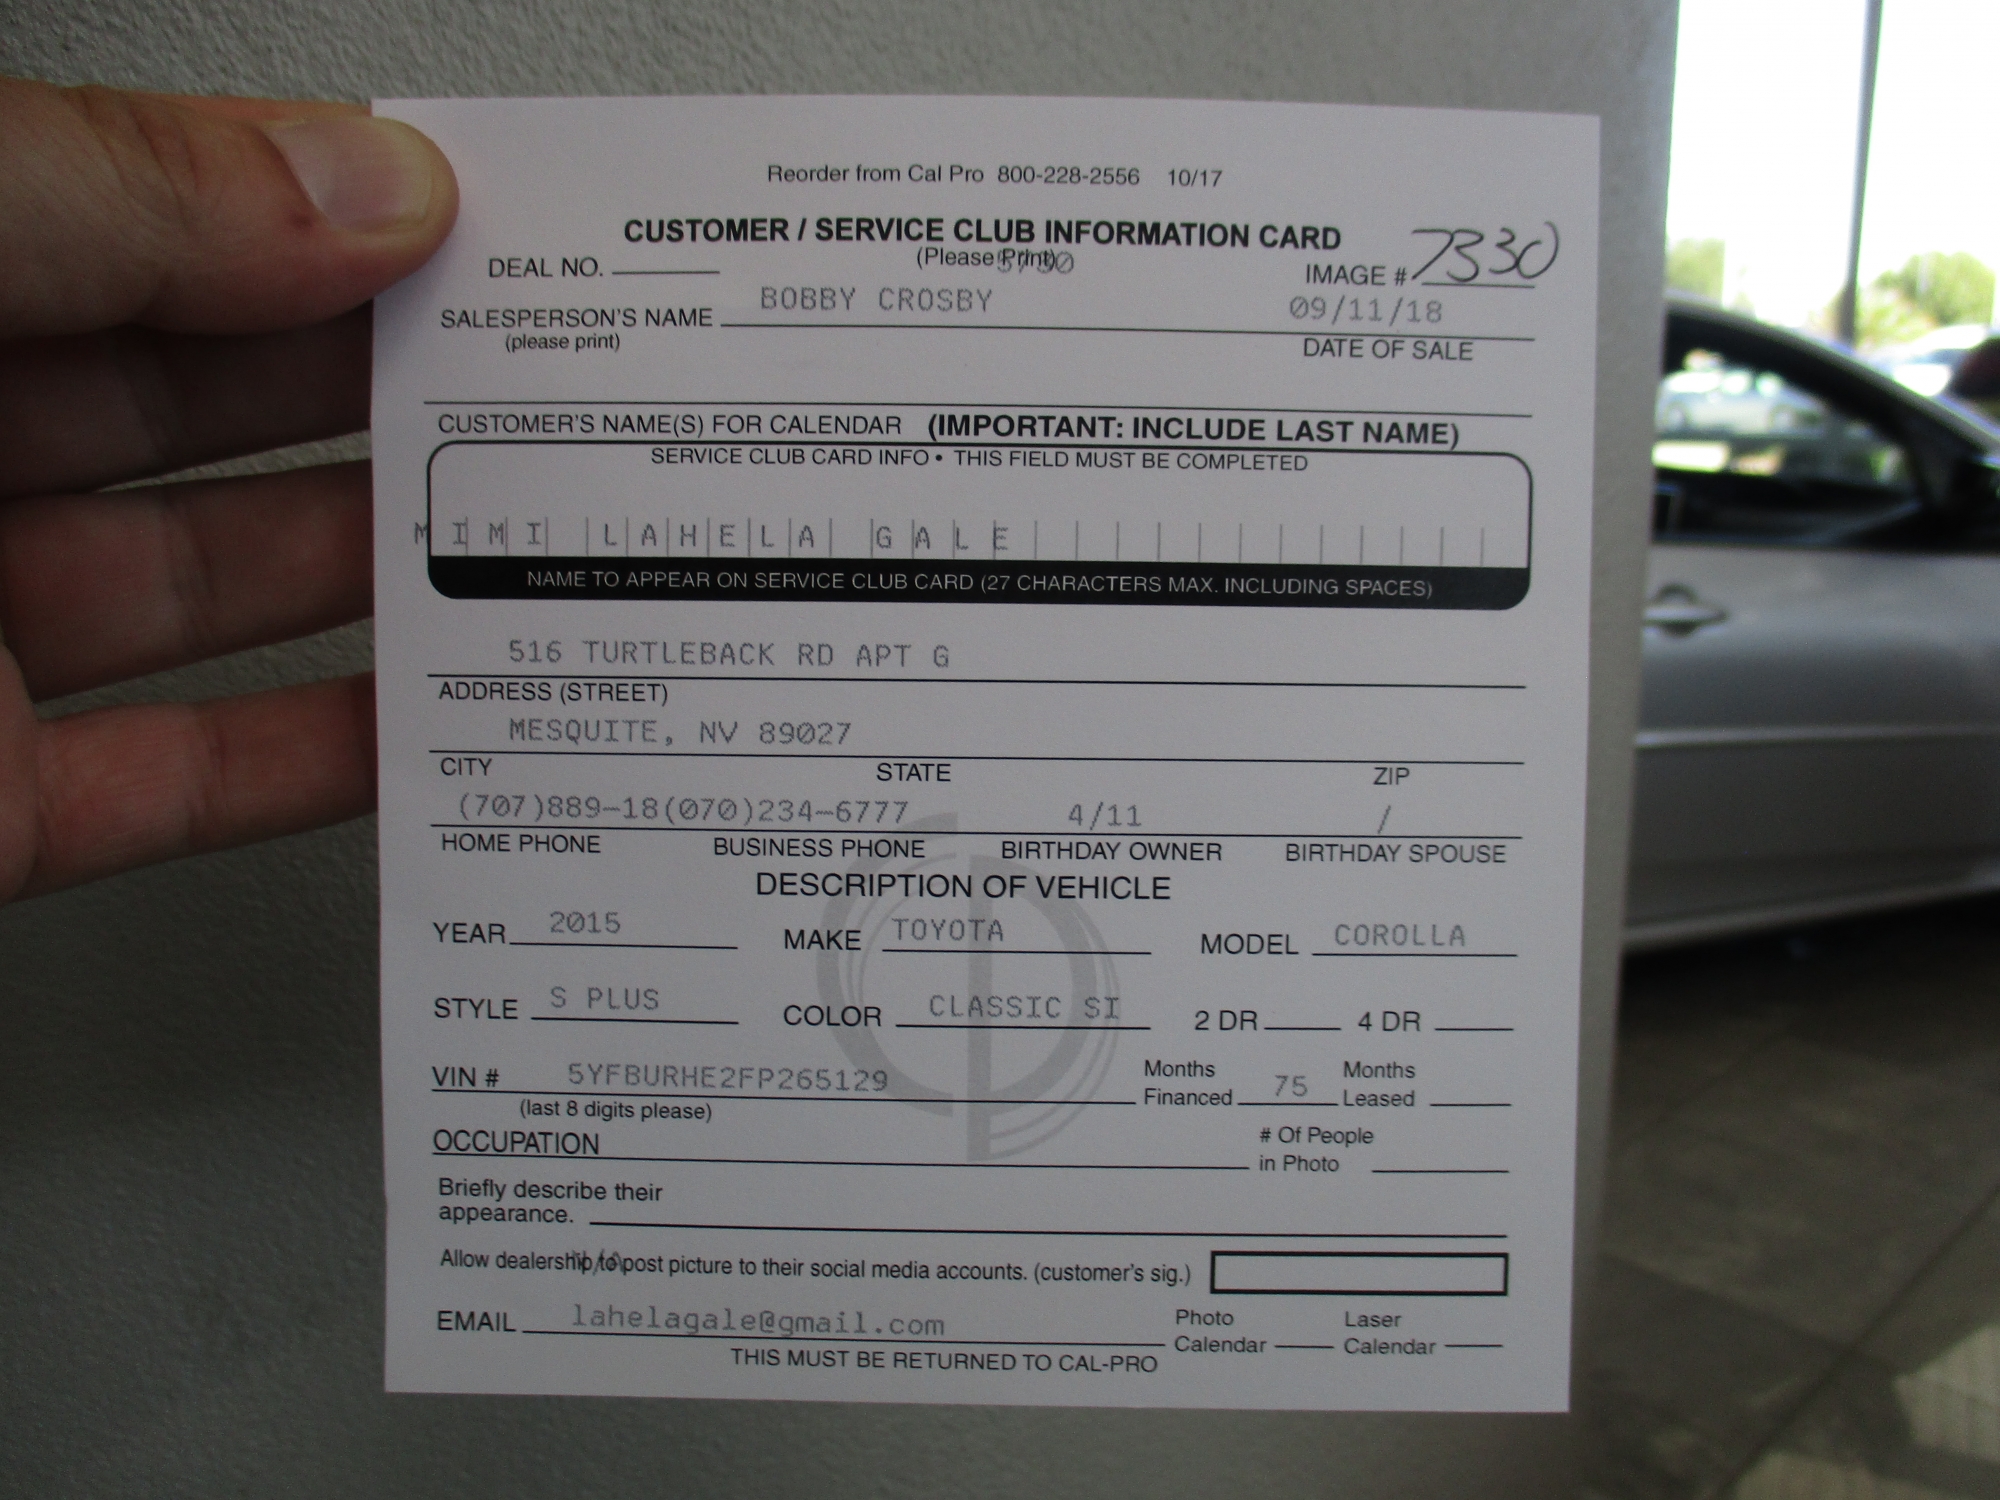 Reorder from Cal Pro 800-228-2556 10/17
CUSTOMER / SERVICE CLUB INFORMATION CARD
(Please Print)
DEAL NO. IMAGE # 7330
SALESPERSON'S NAME BOBBY CROSBY 09/11/18
(please print) DATE OF SALE
CUSTOMER'S NAME(S) FOR CALENDAR (IMPORTANT: INCLUDE LAST NAME)
SERVICE CLUB CARD INFO • THIS FIELD MUST BE COMPLETED
MIMI LAHELA GALE
NAME TO APPEAR ON SERVICE CLUB CARD (27 CHARACTERS MAX. INCLUDING SPACES)
516 TURTLEBACK RD APT G
ADDRESS (STREET)
MESQUITE, NV 89027
CITY STATE ZIP
(707)889-18(070)234-6777 4/11 /
HOME PHONE BUSINESS PHONE BIRTHDAY OWNER BIRTHDAY SPOUSE
DESCRIPTION OF VEHICLE
YEAR 2015 MAKE TOYOTA MODEL COROLLA
STYLE S PLUS COLOR CLASSIC SI 2 DR 4 DR
VIN # 5YFBURHE2FP265129 Months Financed 75 Months Leased
(last 8 digits please)
OCCUPATION # Of People in Photo
Briefly describe their
appearance.
Allow dealership to post picture to their social media accounts. (customer's sig.)
EMAIL lahelagale@gmail.com Photo Calendar Laser Calendar
THIS MUST BE RETURNED TO CAL-PRO